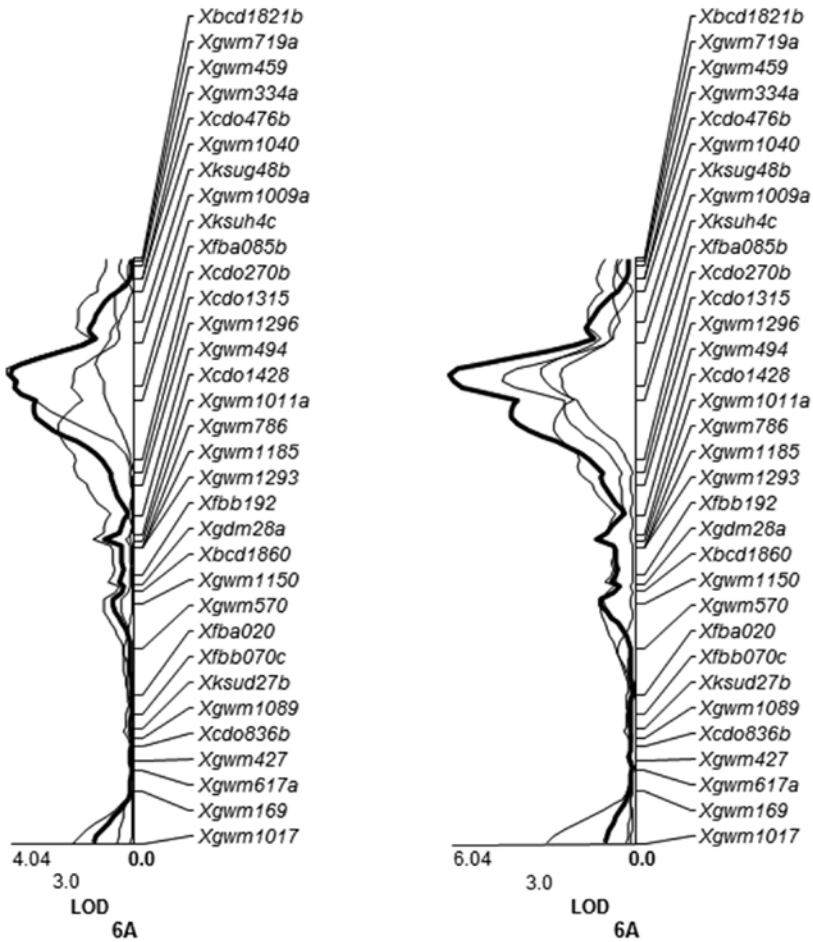 Xbcd1821b
Xgwm719a
Xgwm459
Xgwm334a
Xcdo476b
Xgwm1040
Xksug48b
Xgwm1009a
Xksuh4c
Xfba085b
Xcdo270b
Xcdo1315
Xgwm1296
Xgwm494
Xcdo1428
Xgwm1011a
Xgwm786
Xgwm1185
Xgwm1293
Xfbb192
Xgdm28a
Xbcd1860
Xgwm1150
Xgwm570
Xfba020
Xfbb070c
Xksud27b
Xgwm1089
Xcdo836b
Xgwm427
Xgwm617a
Xgwm169
Xgwm1017
4.04 0.0
3.0
LOD
6A
Xbcd1821b
Xgwm719a
Xgwm459
Xgwm334a
Xcdo476b
Xgwm1040
Xksug48b
Xgwm1009a
Xksuh4c
Xfba085b
Xcdo270b
Xcdo1315
Xgwm1296
Xgwm494
Xcdo1428
Xgwm1011a
Xgwm786
Xgwm1185
Xgwm1293
Xfbb192
Xgdm28a
Xbcd1860
Xgwm1150
Xgwm570
Xfba020
Xfbb070c
Xksud27b
Xgwm1089
Xcdo836b
Xgwm427
Xgwm617a
Xgwm169
Xgwm1017
6.04 0.0
3.0
LOD
6A